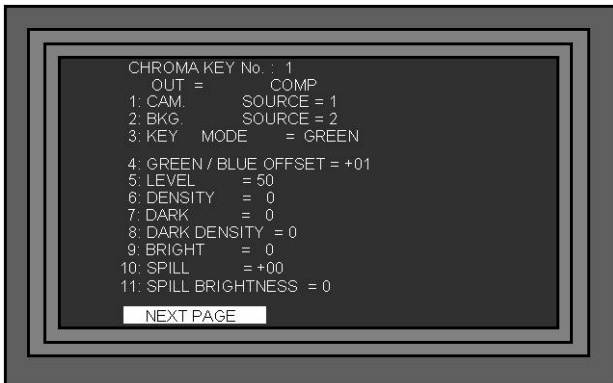 CHROMA KEY No. : 1
OUT = COMP
1: CAM. SOURCE = 1
2: BKG. SOURCE = 2
3: KEY MODE = GREEN
4: GREEN / BLUE OFFSET = +01
5: LEVEL = 50
6: DENSITY = 0
7: DARK = 0
8: DARK DENSITY = 0
9: BRIGHT = 0
10: SPILL = +00
11: SPILL BRIGHTNESS = 0
NEXT PAGE